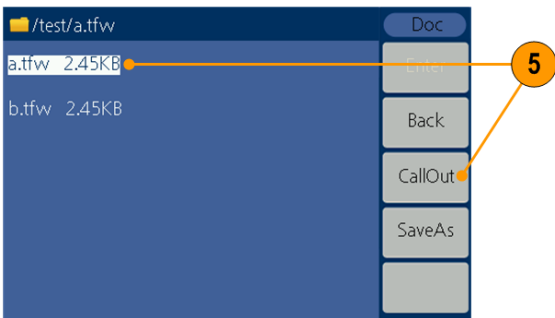 /test/a.tfw
Doc
a.tfw 2.45KB
Enter
5
b.tfw 2.45KB
Back
CallOut
SaveAs